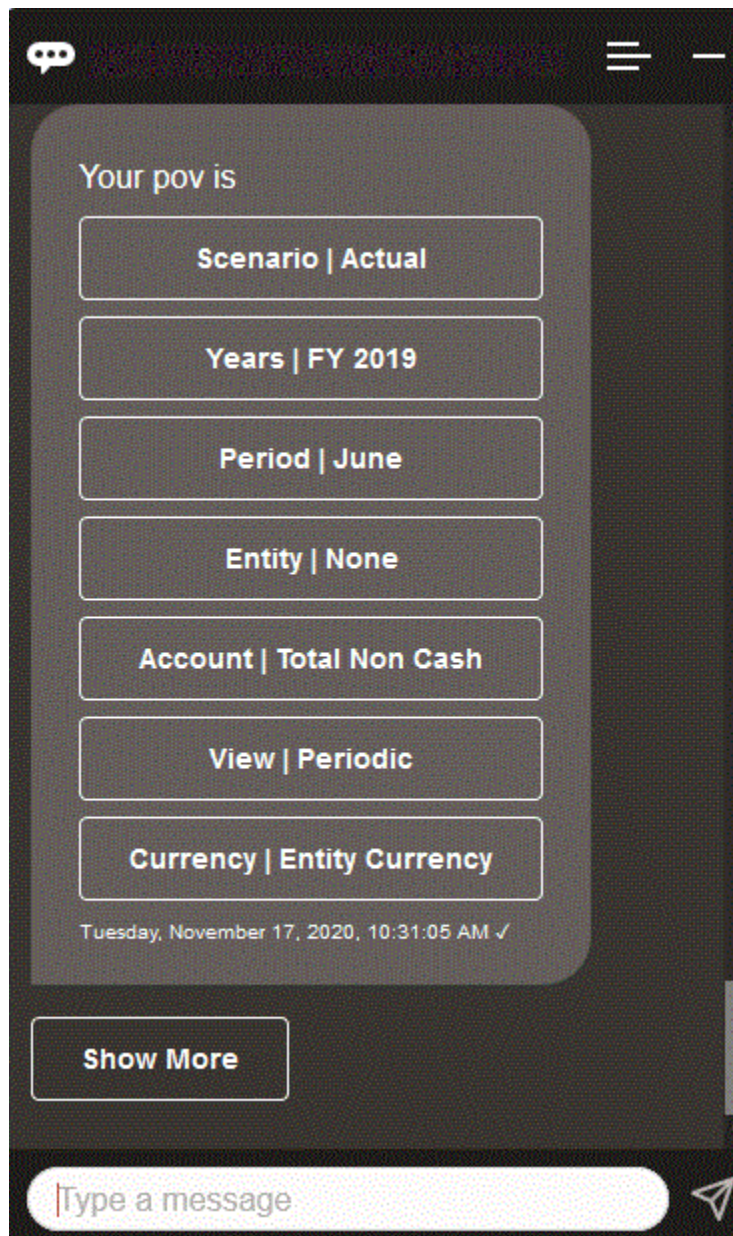 Your pov is
Scenario | Actual
Years | FY 2019
Period | June
Entity | None
Account | Total Non Cash
View | Periodic
Currency | Entity Currency
Tuesday, November 17, 2020, 10:31:05 AM ✓
Show More
Type a message